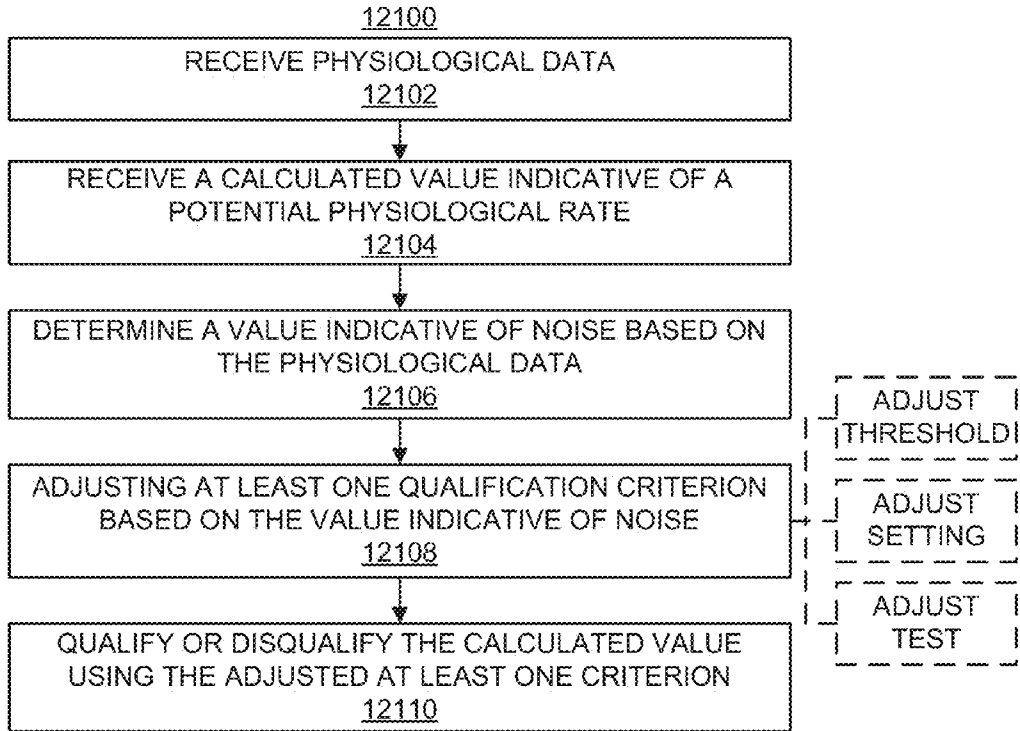 12100
RECEIVE PHYSIOLOGICAL DATA
12102
RECEIVE A CALCULATED VALUE INDICATIVE OF A
POTENTIAL PHYSIOLOGICAL RATE
12104
DETERMINE A VALUE INDICATIVE OF NOISE BASED ON
THE PHYSIOLOGICAL DATA
12106
ADJUSTING AT LEAST ONE QUALIFICATION CRITERION
BASED ON THE VALUE INDICATIVE OF NOISE
12108
ADJUST
THRESHOLD
ADJUST
SETTING
ADJUST
TEST
QUALIFY OR DISQUALIFY THE CALCULATED VALUE
USING THE ADJUSTED AT LEAST ONE CRITERION
12110